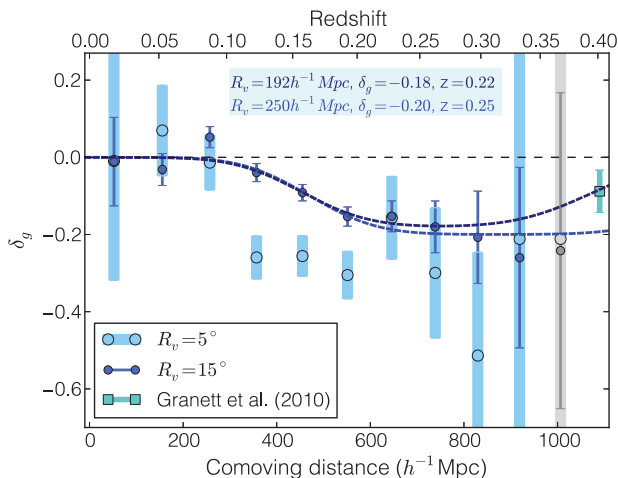 Redshift
0.00 0.05 0.10 0.15 0.20 0.25 0.30 0.35 0.40
R_v=192h^{-1} Mpc, δ_g=−0.18, z=0.22
R_v=250h^{-1} Mpc, δ_g=−0.20, z=0.25
0.2
0.0
−0.2
−0.4
−0.6
δ_g
R_v=5°
R_v=15°
Granett et al. (2010)
0 200 400 600 800 1000
Comoving distance (h^{-1} Mpc)